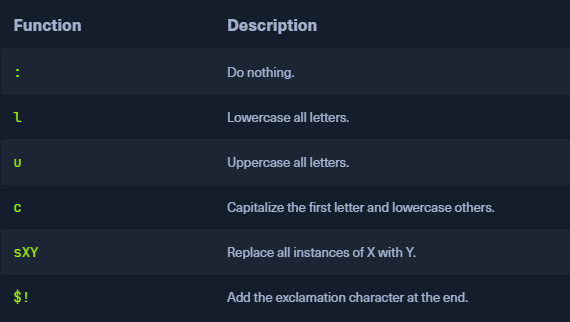 Function Description
: Do nothing.
l Lowercase all letters.
u Uppercase all letters.
c Capitalize the first letter and lowercase others.
sXY Replace all instances of X with Y.
$! Add the exclamation character at the end.